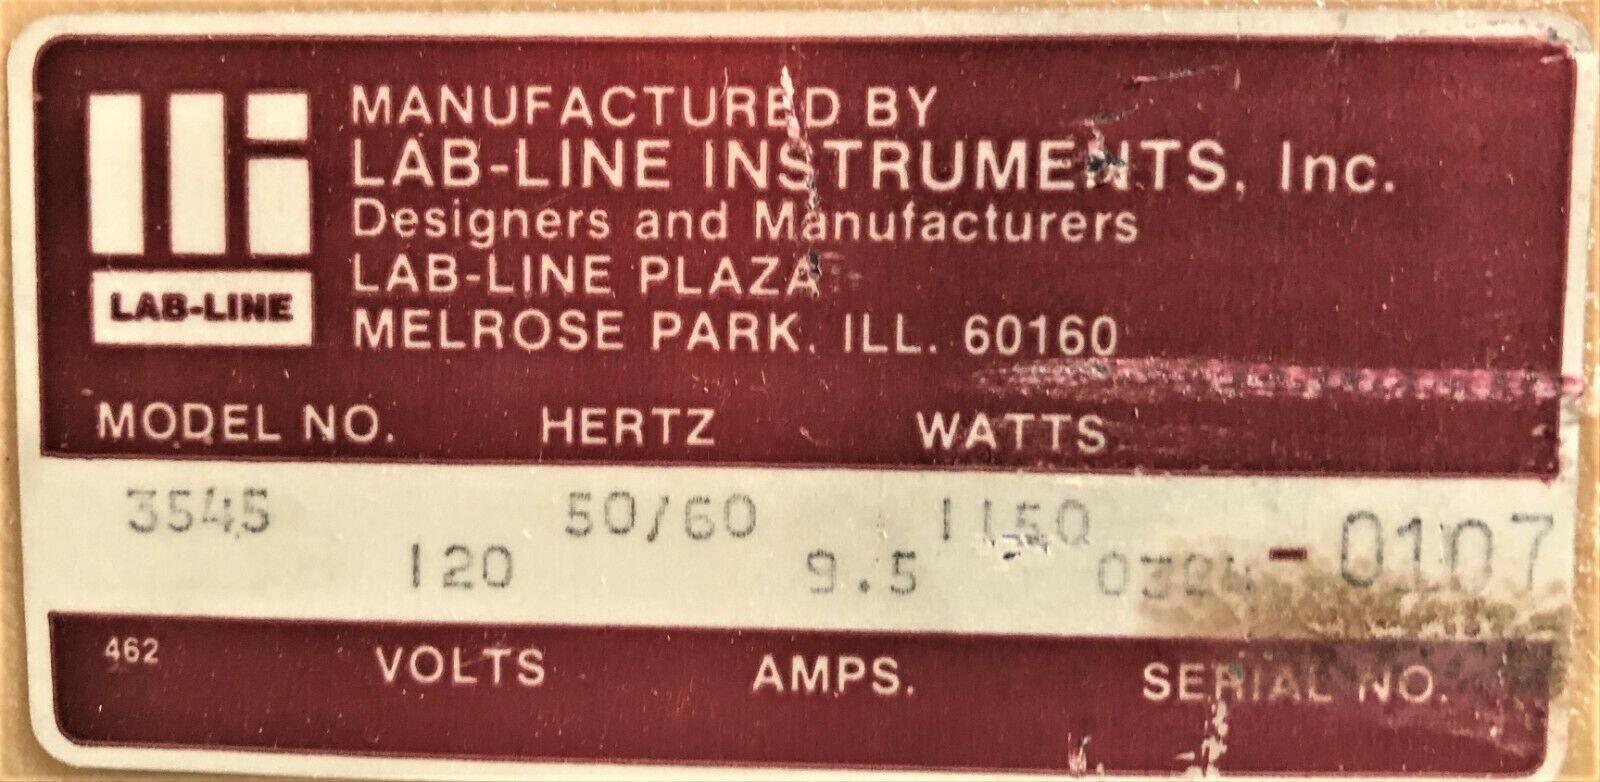 MANUFACTURED BY
LAB-LINE INSTRUMENTS, Inc.
Designers and Manufacturers
LAB-LINE PLAZA
MELROSE PARK, ILL. 60160
LAB-LINE
MODEL NO. HERTZ WATTS
3545 50/60 1150
120 9.5 0324-0107
462 VOLTS AMPS. SERIAL NO.